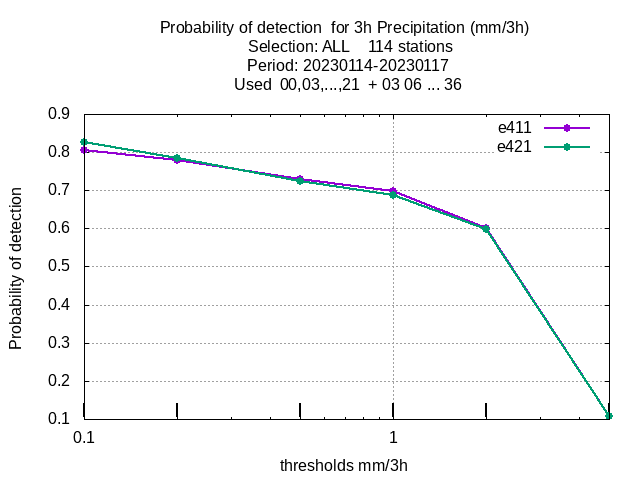 Probability of detection  for 3h Precipitation (mm/3h)
Selection: ALL    114 stations
Period: 20230114-20230117
Used  00,03,...,21  + 03 06 ... 36
e411
e421
Probability of detection
0.9
0.8
0.7
0.6
0.5
0.4
0.3
0.2
0.1
0.1 1
thresholds mm/3h